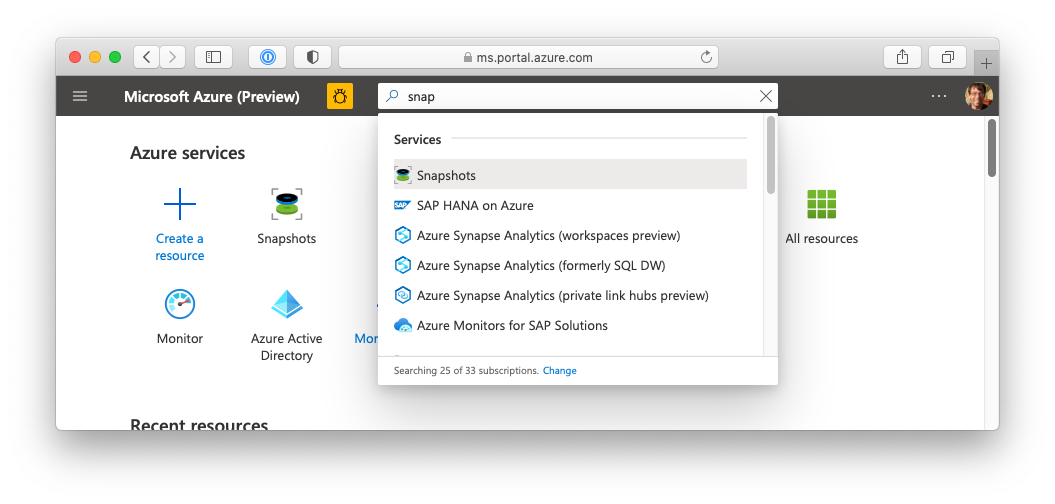 ms.portal.azure.com
Microsoft Azure (Preview)
snap
Services
Snapshots
SAP HANA on Azure
Azure Synapse Analytics (workspaces preview)
Azure Synapse Analytics (formerly SQL DW)
Azure Synapse Analytics (private link hubs preview)
Azure Monitors for SAP Solutions
Searching 25 of 33 subscriptions. Change
Azure services
Create a
resource
Snapshots
All resources
Monitor
Azure Active
Directory
Mor
Recent resources